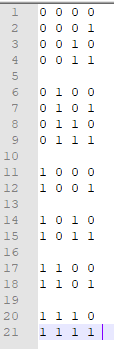 1 0 0 0 0
2 0 0 0 1
3 0 0 1 0
4 0 0 1 1
5
6 0 1 0 0
7 0 1 0 1
8 0 1 1 0
9 0 1 1 1
10
11 1 0 0 0
12 1 0 0 1
13
14 1 0 1 0
15 1 0 1 1
16
17 1 1 0 0
18 1 1 0 1
19
20 1 1 1 0
21 1 1 1 1